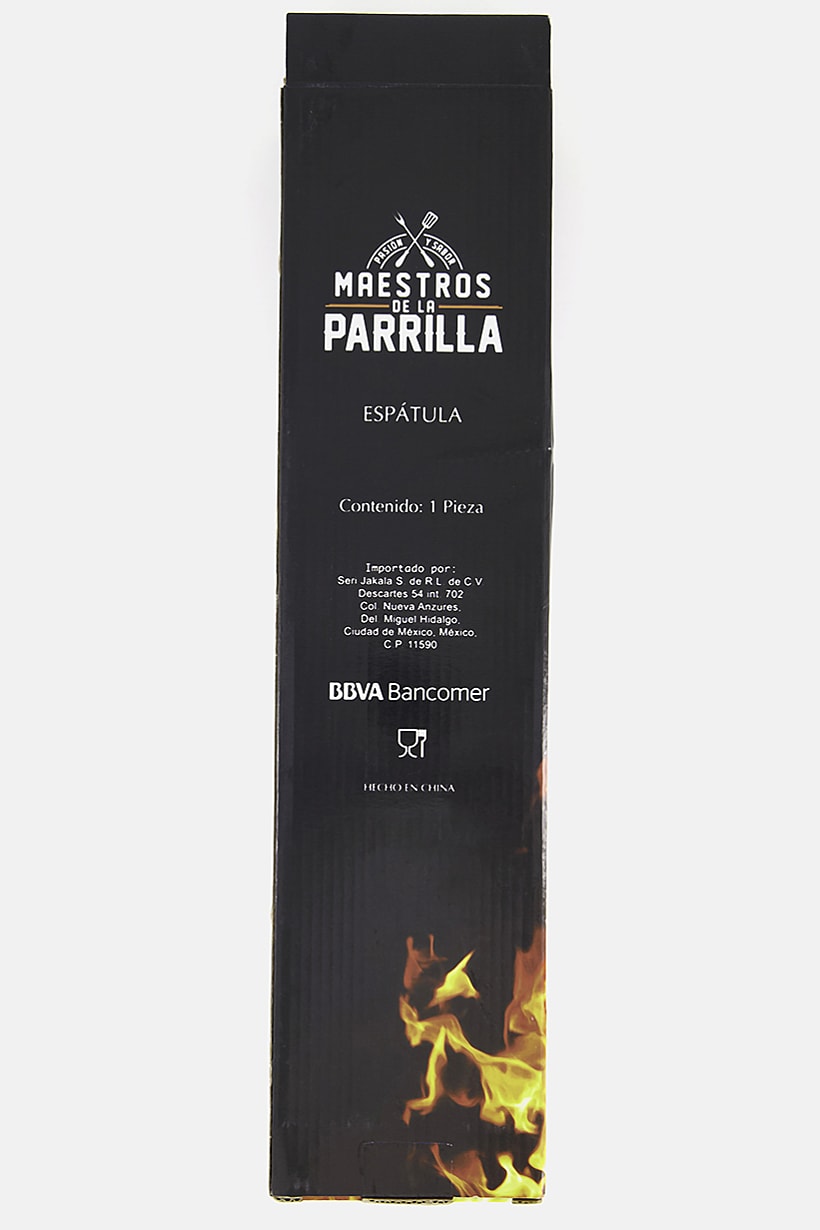 PASIÓN Y SABOR
MAESTROS
DE LA
PARRILLA
ESPÁTULA
Contenido: 1 Pieza
Importado por:
Seri Jakala S. de R.L. de C.V.
Descartes 54 int. 702
Col. Nueva Anzures,
Del. Miguel Hidalgo,
Ciudad de México, México,
C.P. 11590
BBVA Bancomer
HECHO EN CHINA